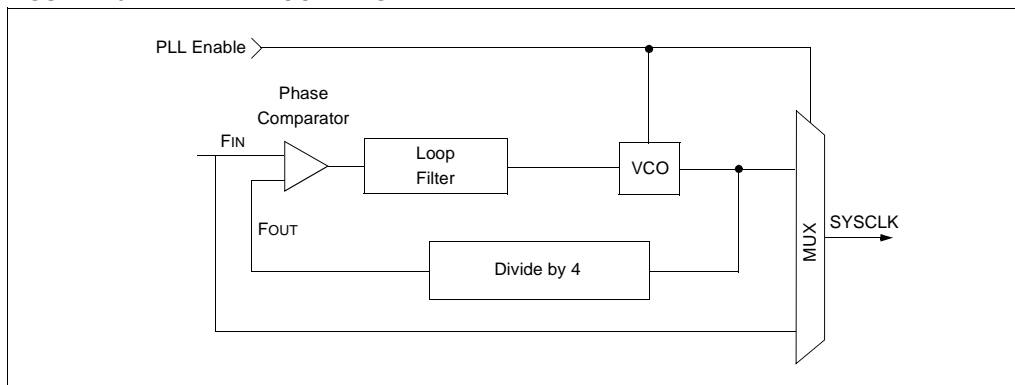 PLL Enable
Phase
Comparator
FIN
Loop
Filter
VCO
SYSCLK
MUX
FOUT
Divide by 4